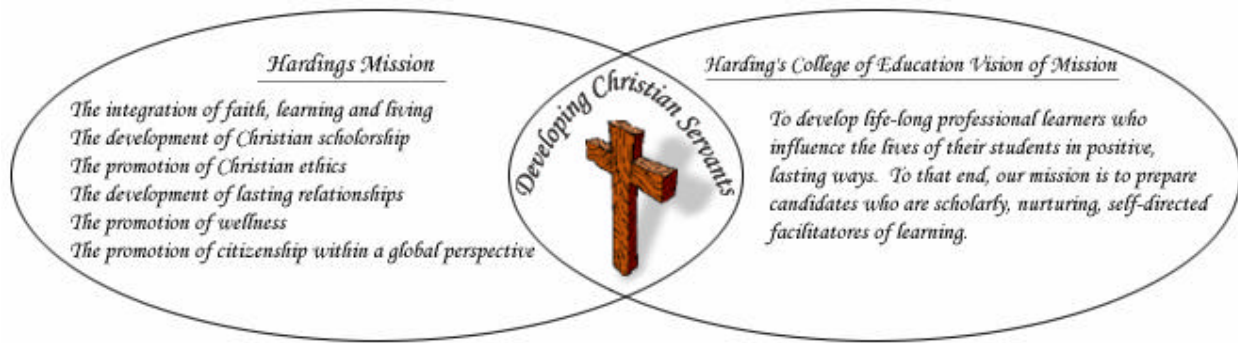 Hardings Mission
The integration of faith, learning and living
The development of Christian scholorship
The promotion of Christian ethics
The development of lasting relationships
The promotion of wellness
The promotion of citizenship within a global perspective
Developing Christian Servants
Harding's College of Education Vision of Mission
To develop life-long professional learners who
influence the lives of their students in positive,
lasting ways. To that end, our mission is to prepare
candidates who are scholarly, nurturing, self-directed
facilitatores of learning.